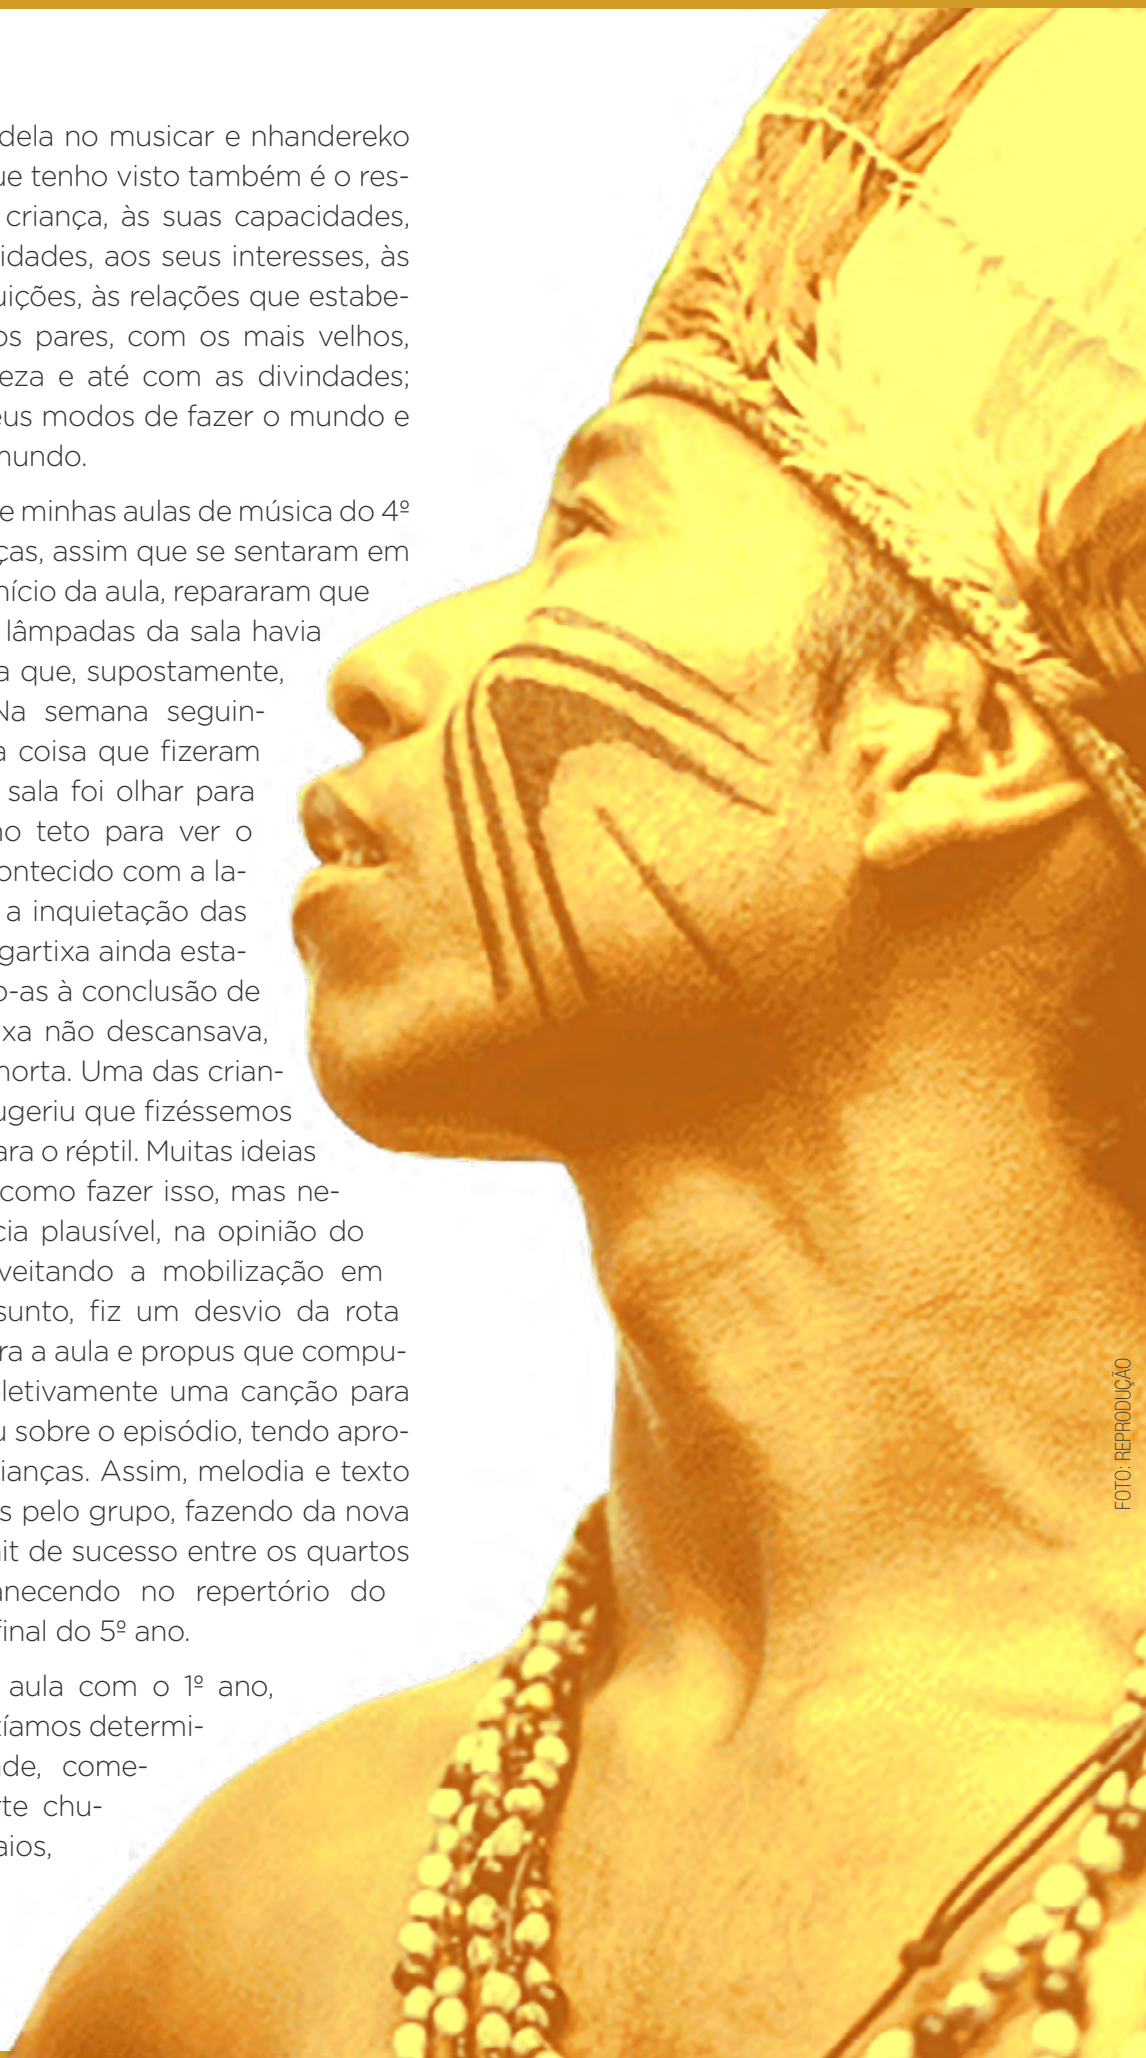 dela no musicar e nhandereko
ue tenho visto também é o res-
criança, às suas capacidades,
idades, aos seus interesses, às
uições, às relações que estabe-
os pares, com os mais velhos,
eza e até com as divindades;
eus modos de fazer o mundo e
mundo.
e minhas aulas de música do 4º
ças, assim que se sentaram em
nício da aula, repararam que
lâmpadas da sala havia
a que, supostamente,
Na semana seguin-
a coisa que fizeram
sala foi olhar para
no teto para ver o
ontecido com a la-
a inquietação das
gartixa ainda esta-
o-as à conclusão de
ixa não descansava,
morta. Uma das crian-
ugeriu que fizéssemos
ara o réptil. Muitas ideias
como fazer isso, mas ne-
cia plausível, na opinião do
veitando a mobilização em
sunto, fiz um desvio da rota
ra a aula e propus que compu-
letivamente uma canção para
u sobre o episódio, tendo apro-
ianças. Assim, melodia e texto
s pelo grupo, fazendo da nova
it de sucesso entre os quartos
anecendo no repertório do
final do 5º ano.
aula com o 1º ano,
zíamos determi-
de, come-
rte chu-
aios,
FOTO: REPRODUÇÃO